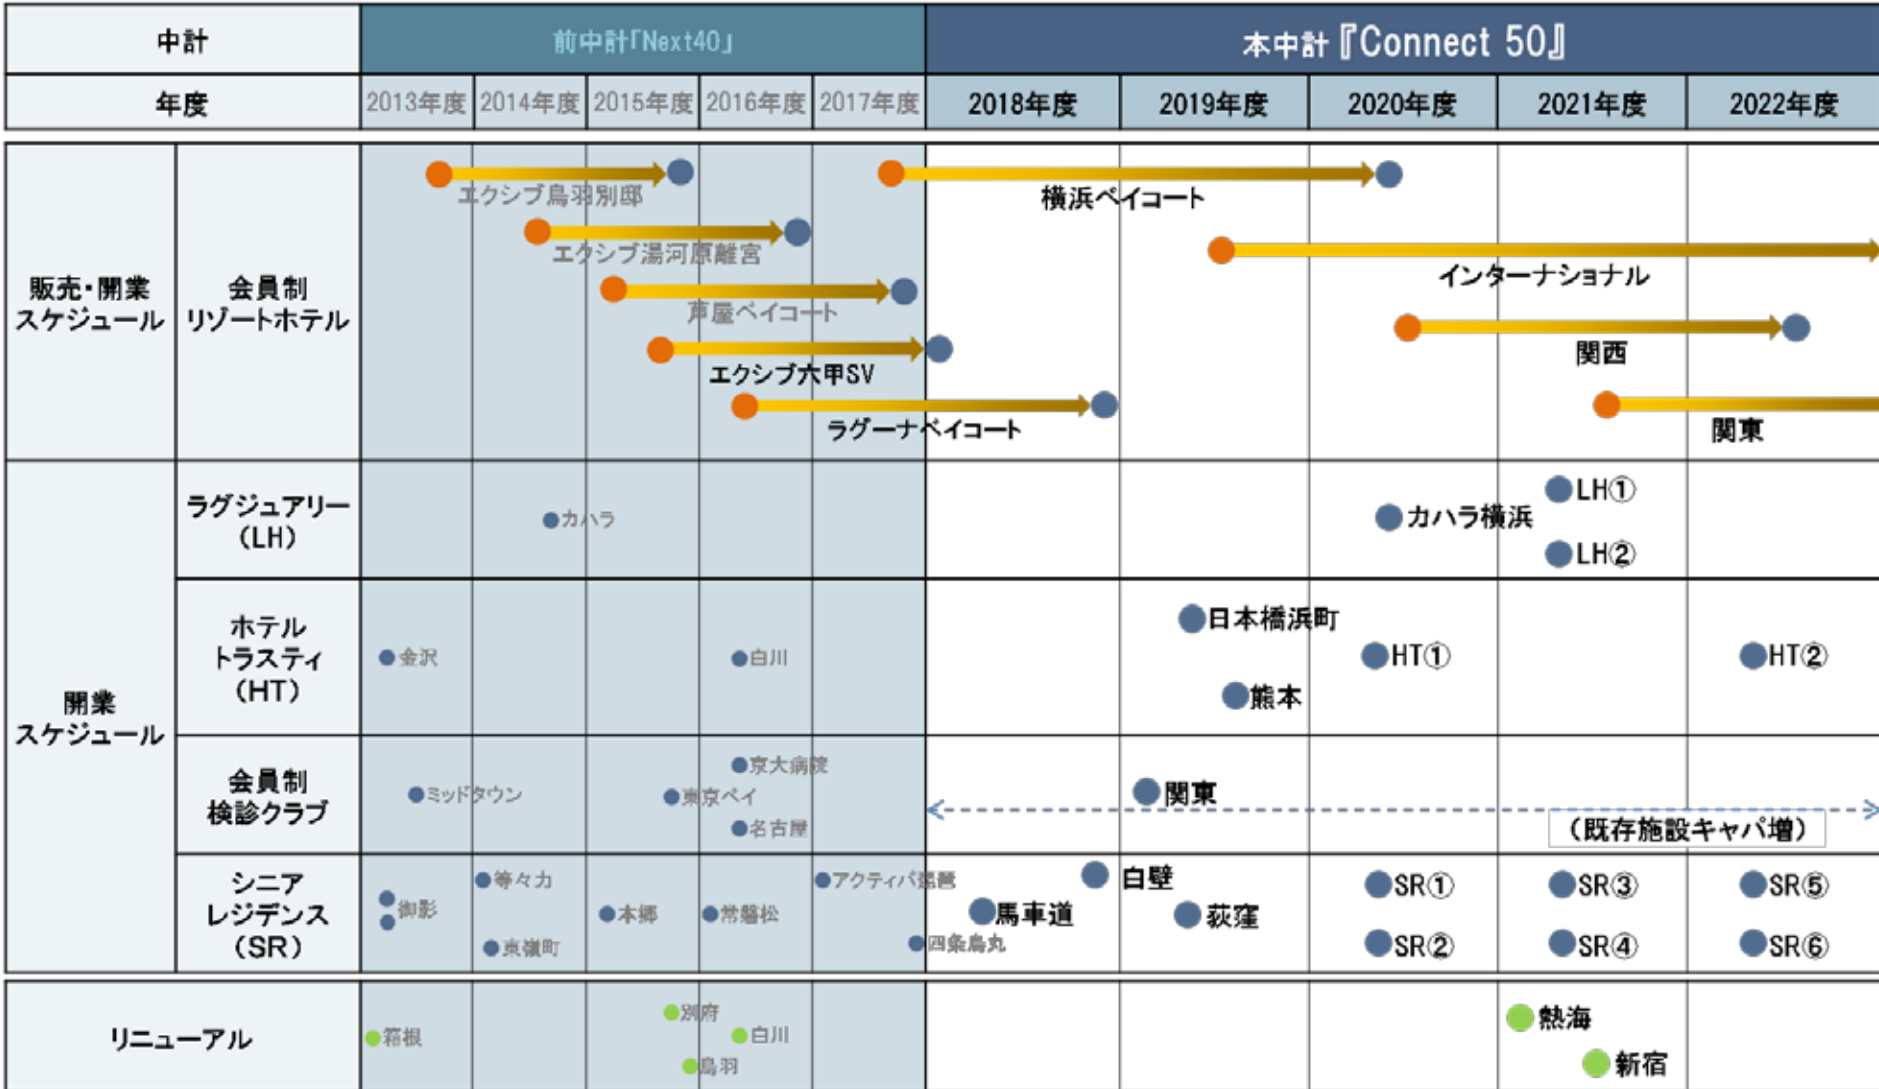 中計
前中計「Next40」
本中計『Connect 50』
年度
2013年度
2014年度
2015年度
2016年度
2017年度
2018年度
2019年度
2020年度
2021年度
2022年度
販売・開業
スケジュール
会員制
リゾートホテル
エクシブ鳥羽別邸
横浜ベイコート
エクシブ湯河原離宮
インターナショナル
芦屋ベイコート
関西
エクシブ六甲SV
ラグーナベイコート
関東
開業
スケジュール
ラグジュアリー
(LH)
カハラ
カハラ横浜
LH①
LH②
ホテル
トラスティ
(HT)
金沢
白川
日本橋浜町
熊本
HT①
HT②
会員制
検診クラブ
ミッドタウン
京大病院
東京ベイ
名古屋
関東
(既存施設キャパ増)
シニア
レジデンス
(SR)
御影
等々力
東嶺町
本郷
常磐松
アクティバ琵琶
四条烏丸
白壁
馬車道
荻窪
SR①
SR②
SR③
SR④
SR⑤
SR⑥
リニューアル
箱根
別府
白川
鳥羽
熱海
新宿